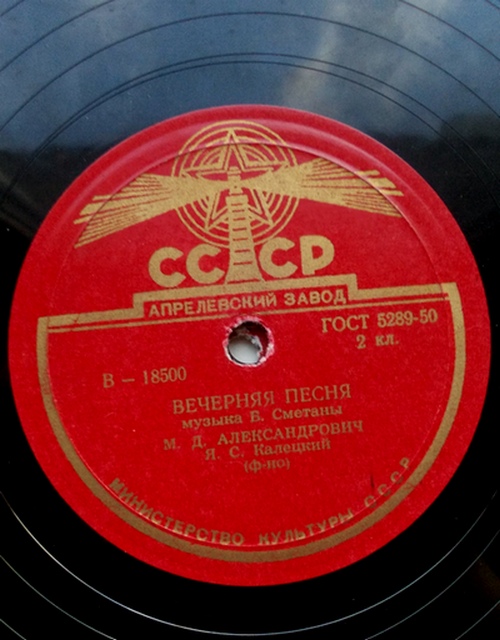 СССР
АПРЕЛЕВСКИЙ ЗАВОД
ГОСТ 5289-50
2 кл.
В — 18500
ВЕЧЕРНЯЯ ПЕСНЯ
музыка Б. Сметаны
М. Д. АЛЕКСАНДРОВИЧ
Я. С. Калецкий
(ф-но)
МИНИСТЕРСТВО КУЛЬТУРЫ СССР